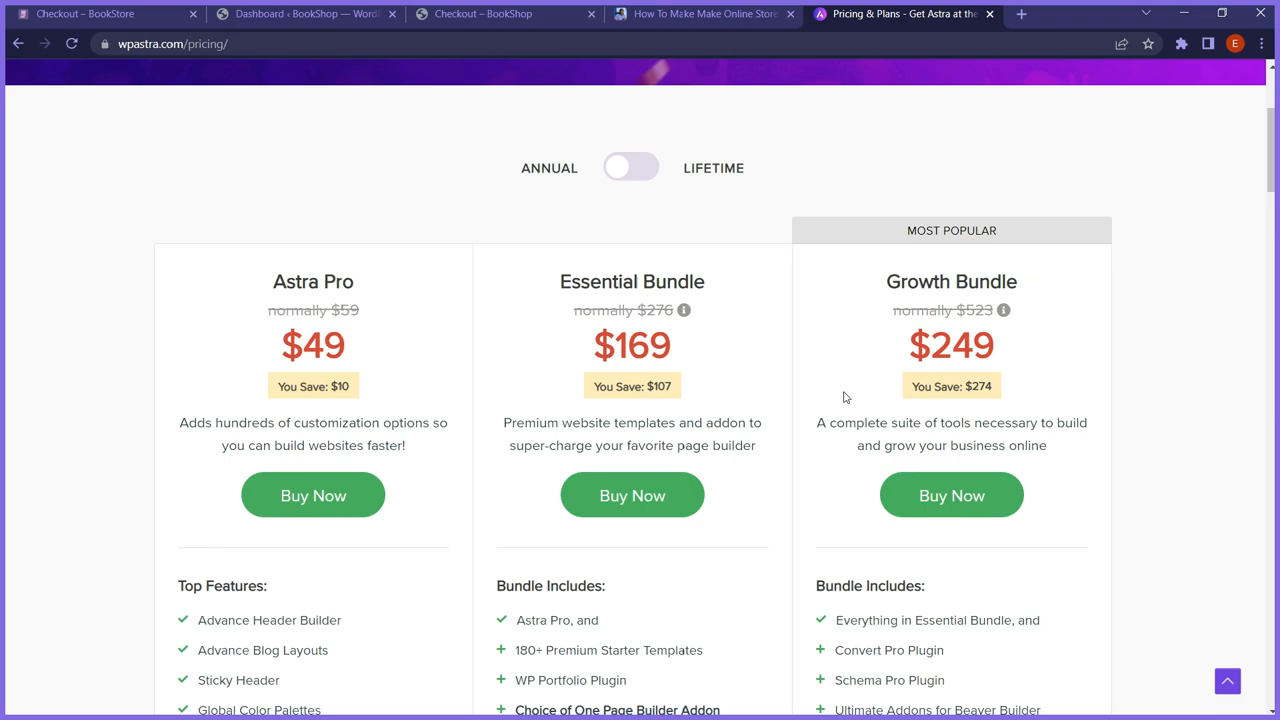 Checkout – BookStore
Dashboard ‹ BookShop — Word
Checkout – BookShop
How To Make Make Online Store
Pricing & Plans - Get Astra at the
wpastra.com/pricing/
E
ANNUAL
LIFETIME
MOST POPULAR
Astra Pro
normally $59
$49
You Save: $10
Adds hundreds of customization options so
you can build websites faster!
Buy Now
Top Features:
Advance Header Builder
Advance Blog Layouts
Sticky Header
Global Color Palettes
Essential Bundle
normally $276
$169
You Save: $107
Premium website templates and addon to
super-charge your favorite page builder
Buy Now
Bundle Includes:
Astra Pro, and
180+ Premium Starter Templates
WP Portfolio Plugin
Choice of One Page Builder Addon
Growth Bundle
normally $523
$249
You Save: $274
A complete suite of tools necessary to build
and grow your business online
Buy Now
Bundle Includes:
Everything in Essential Bundle, and
Convert Pro Plugin
Schema Pro Plugin
Ultimate Addons for Beaver Builder